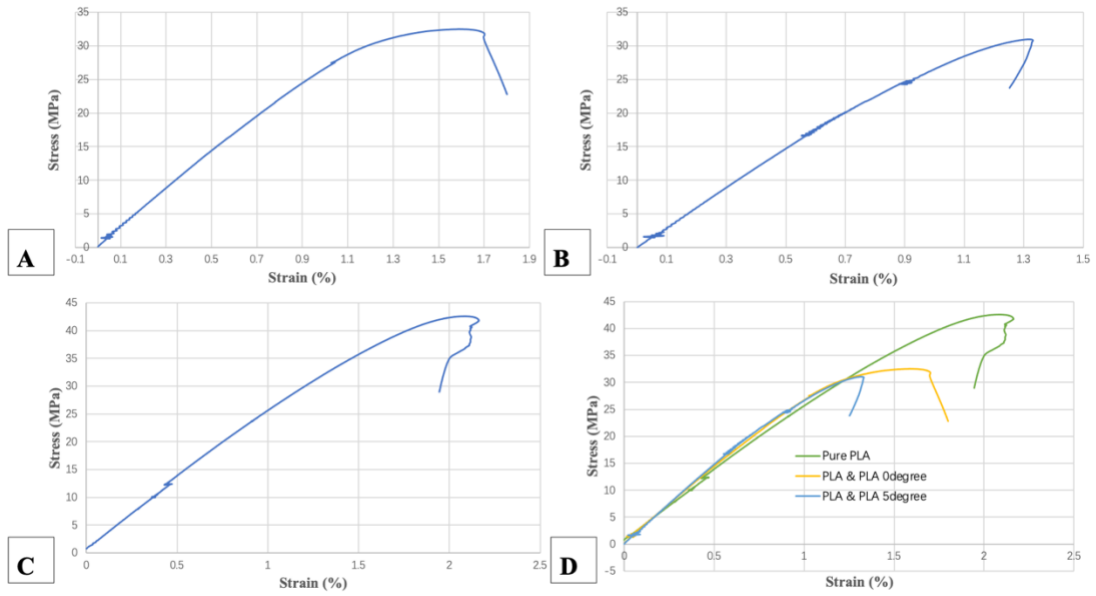 35
30
25
20
15
10
5
0
-0.1 0.1 0.3 0.5 0.7 0.9 1.1 1.3 1.5 1.7 1.9
Stress (MPa)
Strain (%)
A
35
30
25
20
15
10
5
0
-0.1 0.1 0.3 0.5 0.7 0.9 1.1 1.3 1.5
Stress (MPa)
Strain (%)
B
45
40
35
30
25
20
15
10
5
0
0 0.5 1 1.5 2 2.5
Stress (MPa)
Strain (%)
C
45
40
35
30
25
20
15
10
5
0
-5
0 0.5 1 1.5 2 2.5
Stress (MPa)
Pure PLA
PLA & PLA 0degree
PLA & PLA 5degree
Strain (%)
D